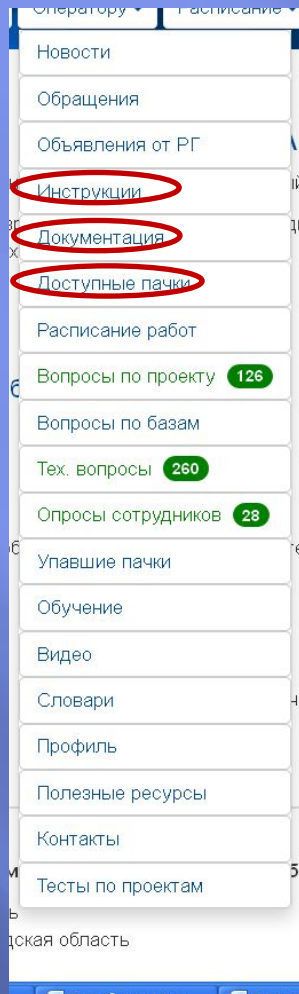 Оператору Расписание
Новости
Обращения
Объявления от РГ
Инструкции
Документация
Доступные пачки
Расписание работ
Вопросы по проекту 126
Вопросы по базам
Тех. вопросы 260
Опросы сотрудников 28
Упавшие пачки
Обучение
Видео
Словари
Профиль
Полезные ресурсы
Контакты
Тесты по проектам
дская область